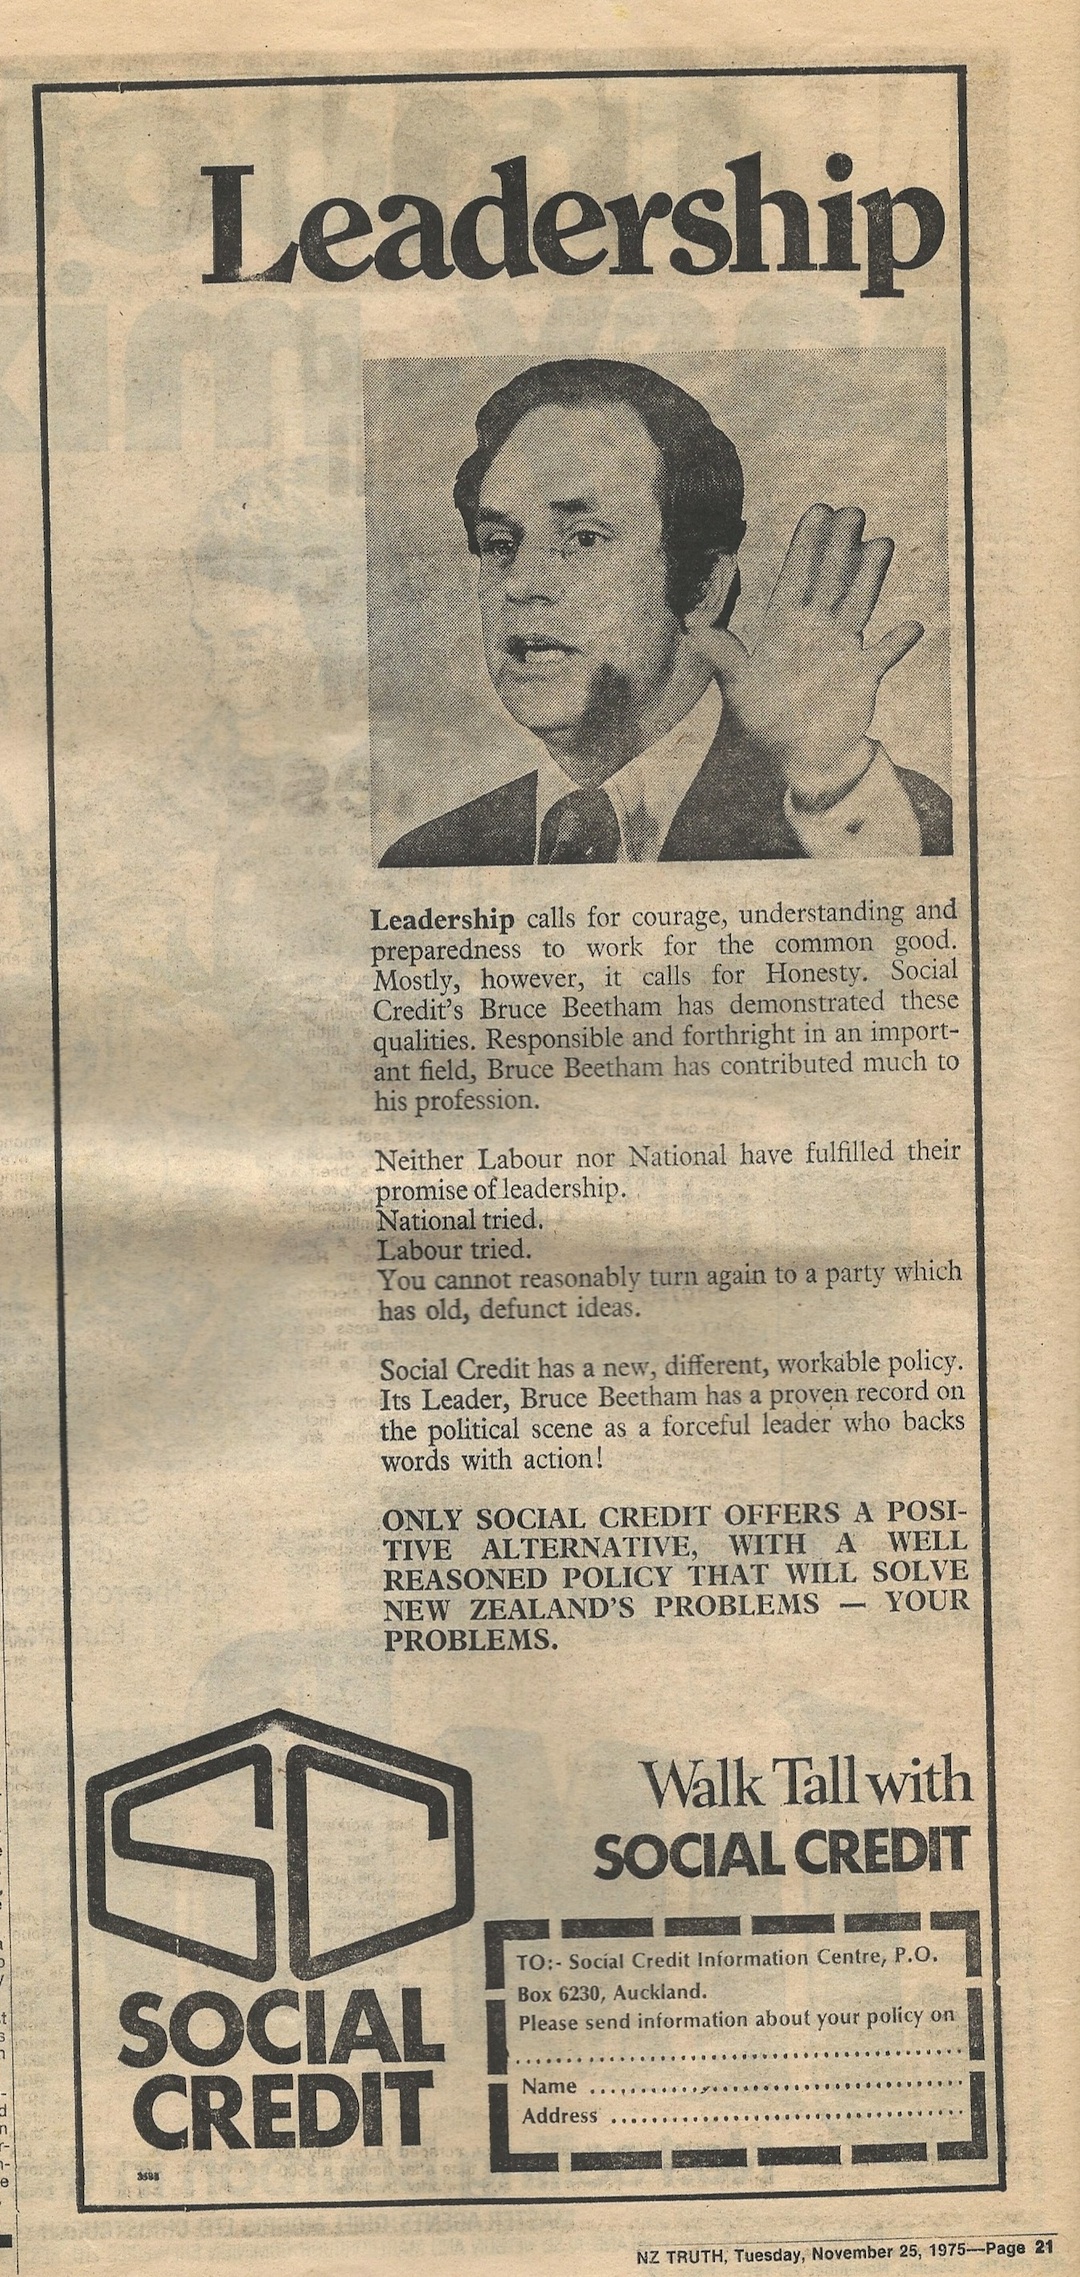 Leadership
Leadership calls for courage, understanding and
preparedness to work for the common good.
Mostly, however, it calls for Honesty. Social
Credit's Bruce Beetham has demonstrated these
qualities. Responsible and forthright in an import-
ant field, Bruce Beetham has contributed much to
his profession.
Neither Labour nor National have fulfilled their
promise of leadership.
National tried.
Labour tried.
You cannot reasonably turn again to a party which
has old, defunct ideas.
Social Credit has a new, different, workable policy.
Its Leader, Bruce Beetham has a proven record on
the political scene as a forceful leader who backs
words with action!
ONLY SOCIAL CREDIT OFFERS A POSI-
TIVE ALTERNATIVE, WITH A WELL
REASONED POLICY THAT WILL SOLVE
NEW ZEALAND'S PROBLEMS — YOUR
PROBLEMS.
SC
SOCIAL
CREDIT
Walk Tall with
SOCIAL CREDIT
TO:- Social Credit Information Centre, P.O.
Box 6230, Auckland.
Please send information about your policy on
Name
Address
NZ TRUTH, Tuesday, November 25, 1975—Page 21